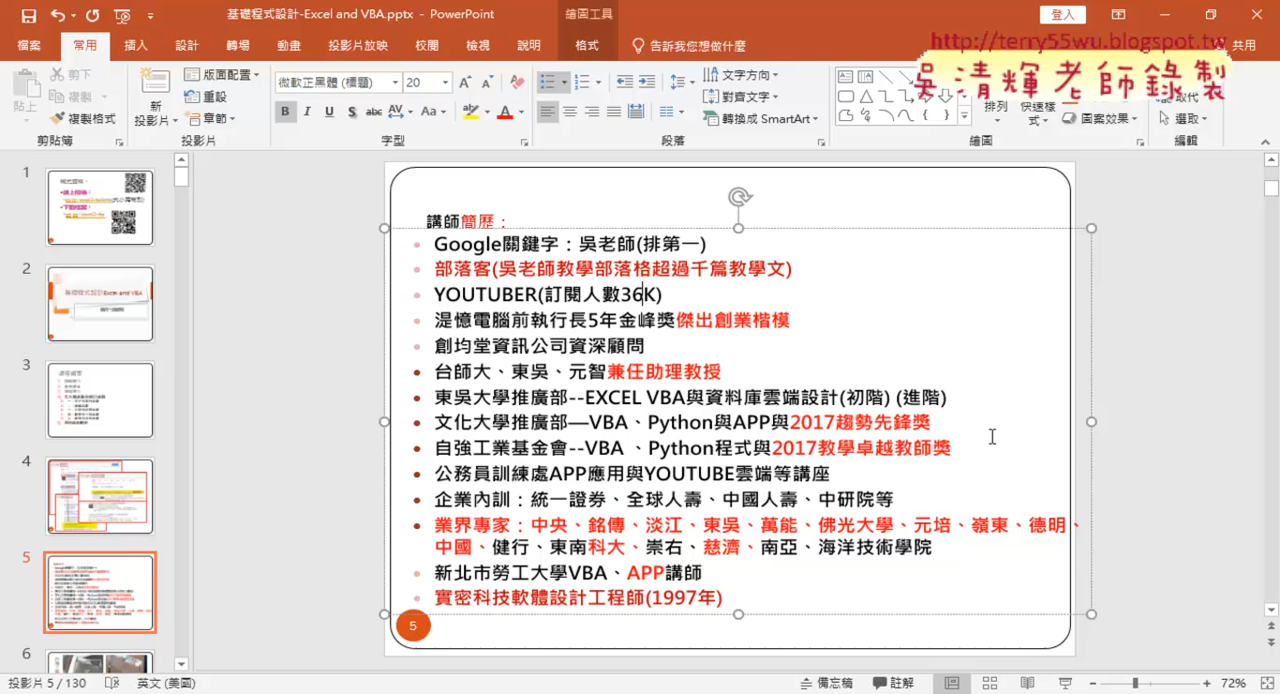 基礎程式設計-Excel and VBA.pptx - PowerPoint
繪圖工具
登入
檔案 常用 插入 設計 轉場 動畫 投影片放映 校閱 檢視 說明 格式 告訴我您想做什麼 共用
http://terry55wu.blogspot.tw
吳清輝老師錄製
貼上 剪下 複製 複製格式
新投影片 版面配置 重設 章節
微軟正黑體 (標題) 20
文字方向 對齊文字 轉換成 SmartArt
排列 快速樣式 圖案效果 取代 選取
剪貼簿 投影片 字型 段落 繪圖 編輯
1
2
3
4
5
6
講師簡歷：
Google關鍵字：吳老師(排第一)
部落客(吳老師教學部落格超過千篇教學文)
YOUTUBER(訂閱人數36K)
湜憶電腦前執行長5年金峰獎傑出創業楷模
創均堂資訊公司資深顧問
台師大、東吳、元智兼任助理教授
東吳大學推廣部--EXCEL VBA與資料庫雲端設計(初階) (進階)
文化大學推廣部—VBA、Python與APP與2017趨勢先鋒獎
自強工業基金會--VBA 、Python程式與2017教學卓越教師獎
公務員訓練處APP應用與YOUTUBE雲端等講座
企業內訓：統一證券、全球人壽、中國人壽、中研院等
業界專家：中央、銘傳、淡江、東吳、萬能、佛光大學、元培、嶺東、德明、
中國、健行、東南科大、崇右、慈濟、南亞、海洋技術學院
新北市勞工大學VBA、APP講師
實密科技軟體設計工程師(1997年)
5
投影片 5 / 130 英文 (美國) 備忘稿 註解 72%